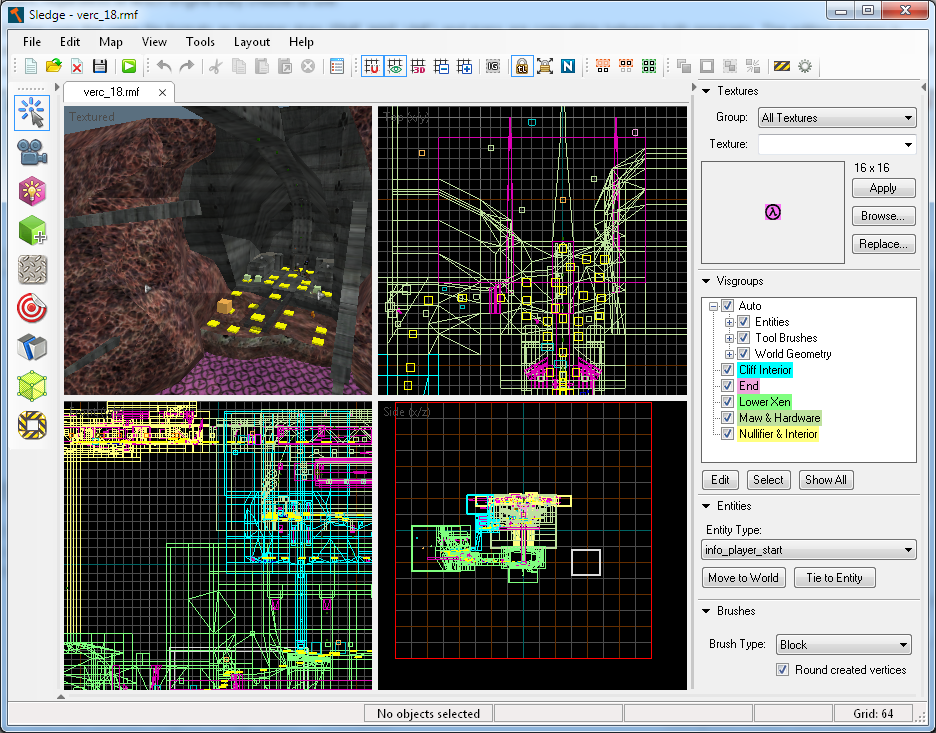 Sledge - verc_18.rmf
File Edit Map View Tools Layout Help
verc_18.rmf
Textured
Top (x/y)
Side (x/z)
Textures
Group: All Textures
Texture:
16 x 16
Apply
Browse...
Replace...
Visgroups
Auto
Entities
Tool Brushes
World Geometry
Cliff Interior
End
Lower Xen
Maw & Hardware
Nullifier & Interior
Edit Select Show All
Entities
Entity Type:
info_player_start
Move to World Tie to Entity
Brushes
Brush Type: Block
Round created vertices
No objects selected
Grid: 64